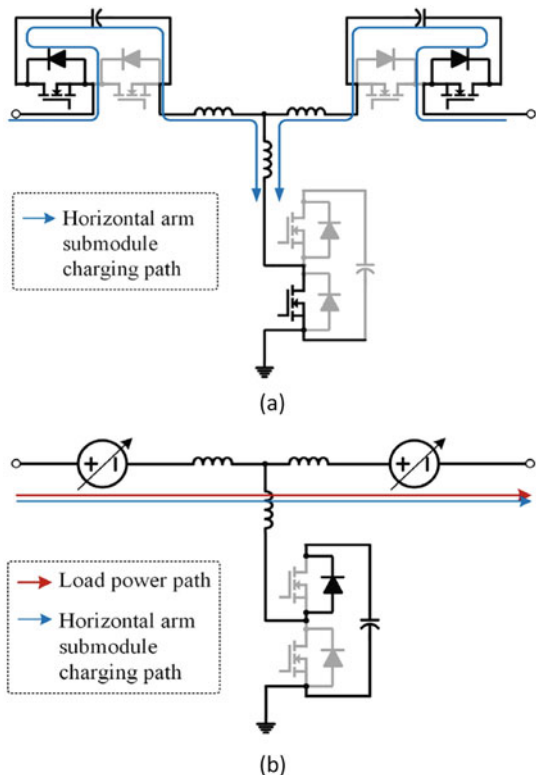 Horizontal arm
submodule
charging path
(a)
+ I
+ I
Load power path
Horizontal arm
submodule
charging path
(b)